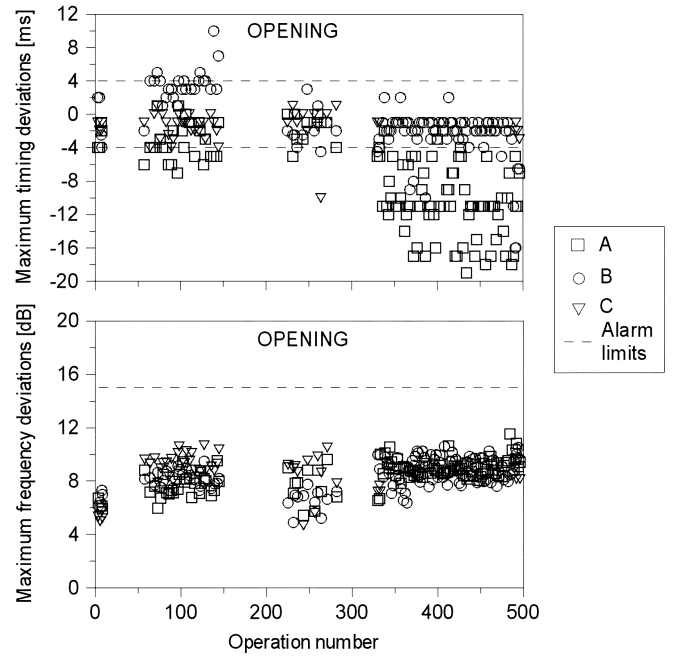 Maximum timing deviations [ms]
12
8
4
0
-4
-8
-12
-16
-20
OPENING
A
B
C
Alarm
limits
Maximum frequency deviations [dB]
20
16
12
8
4
0
OPENING
0
100
200
300
400
500
Operation number